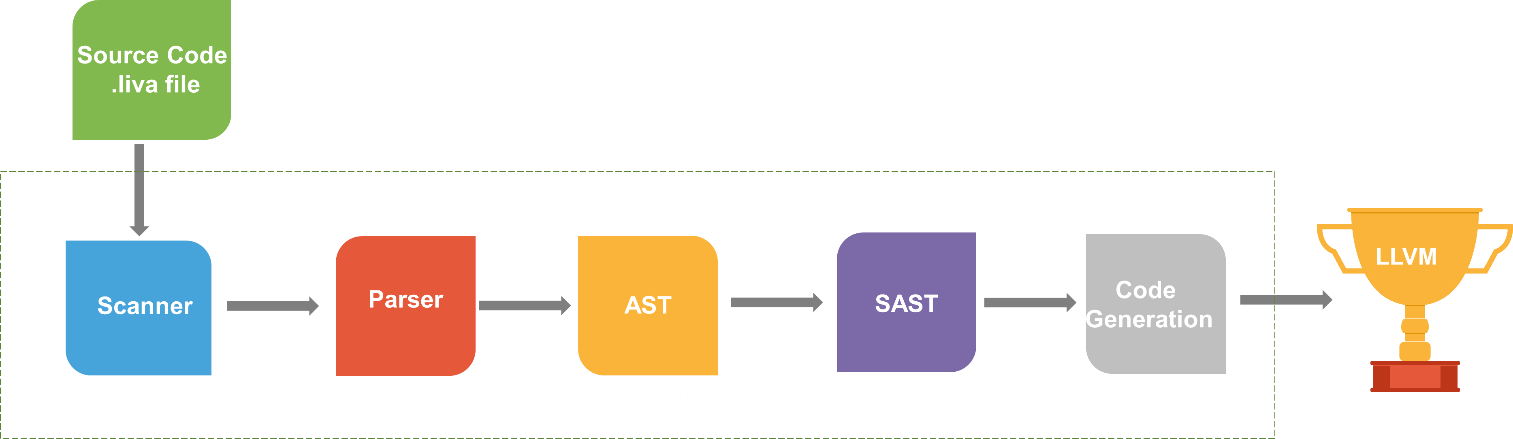 Source Code
.liva file
Scanner
Parser
AST
SAST
Code
Generation
LLVM